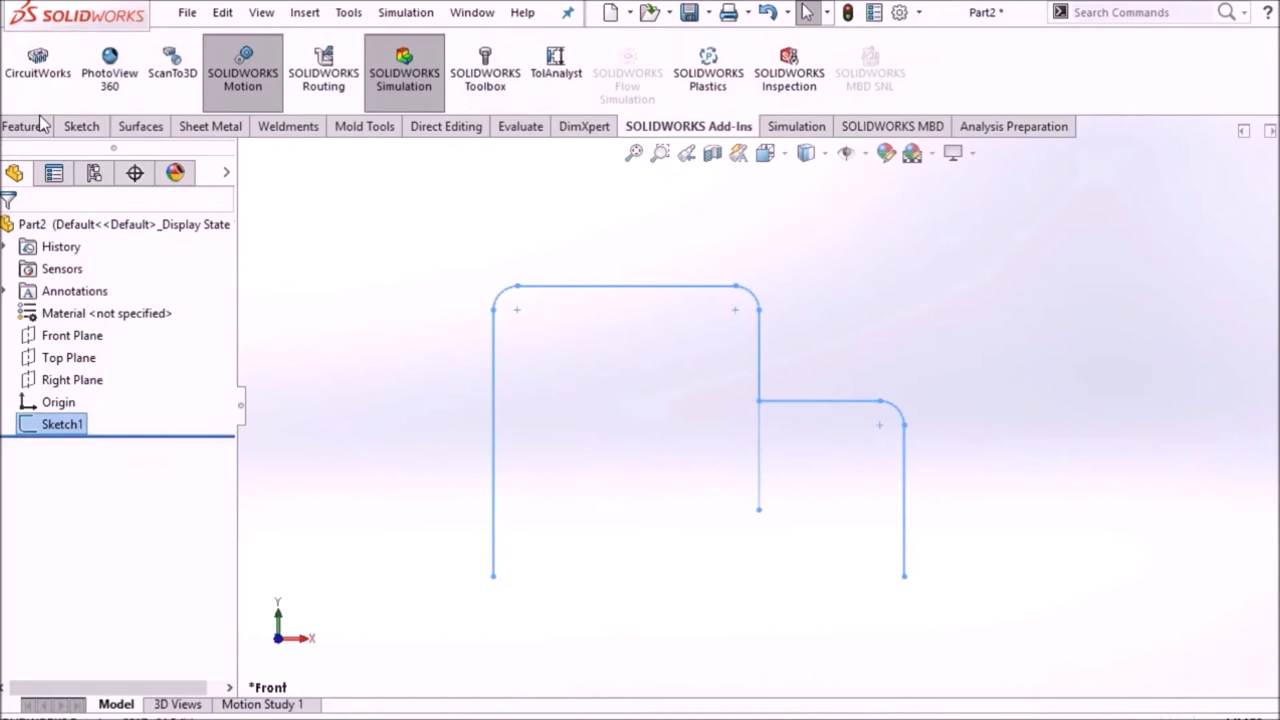 SOLIDWORKS File Edit View Insert Tools Simulation Window Help Part2 * Search Commands ?
CircuitWorks PhotoView 360 ScanTo3D SOLIDWORKS Motion SOLIDWORKS Routing SOLIDWORKS Simulation SOLIDWORKS Toolbox TolAnalyst SOLIDWORKS Flow Simulation SOLIDWORKS Plastics SOLIDWORKS Inspection SOLIDWORKS MBD SNL
Sketch Surfaces Sheet Metal Weldments Mold Tools Direct Editing Evaluate DimXpert SOLIDWORKS Add-Ins Simulation SOLIDWORKS MBD Analysis Preparation
Part2 (Default<<Default>_Display State
History
Sensors
Annotations
Material <not specified>
Front Plane
Top Plane
Right Plane
Origin
Sketch1
Y
X
*Front
Model 3D Views Motion Study 1